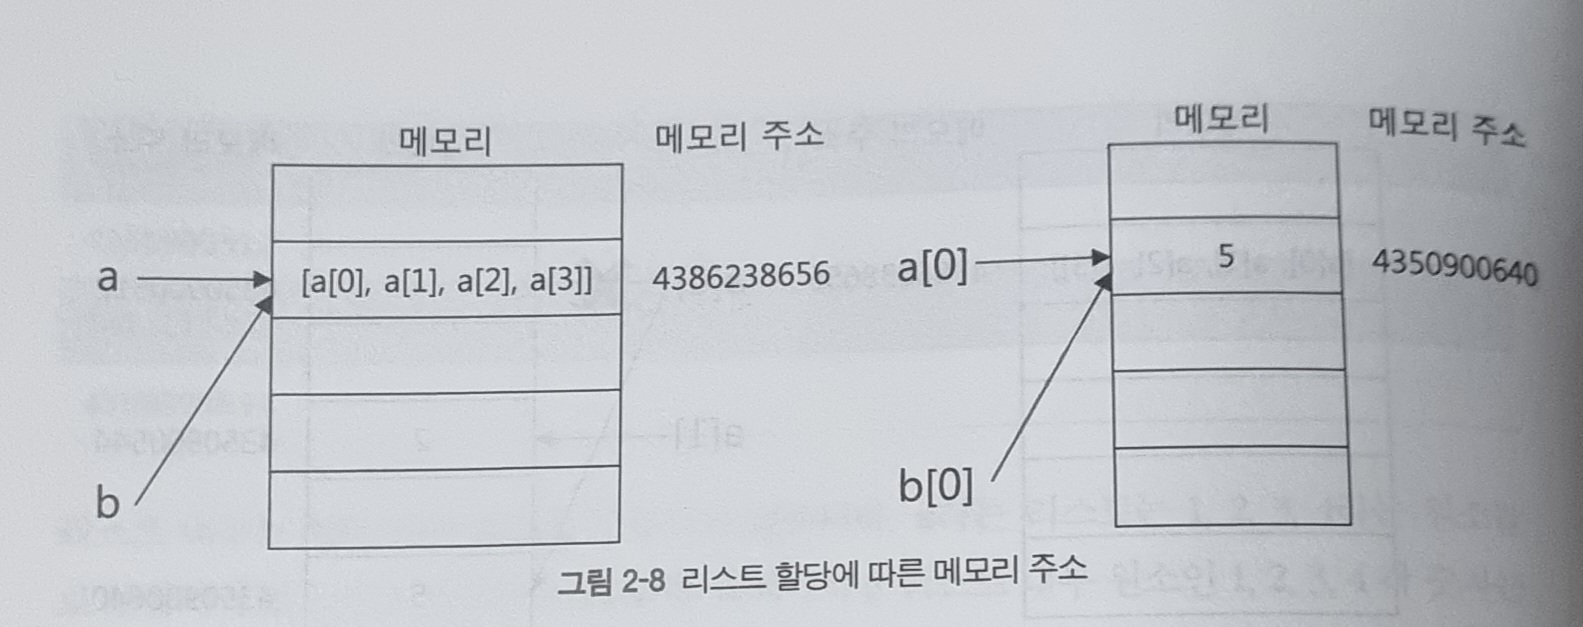 메모리 메모리 주소
a [a[0], a[1], a[2], a[3]] 4386238656
b
메모리 메모리 주소
a[0] 5 4350900640
b[0]
그림 2-8 리스트 할당에 따른 메모리 주소